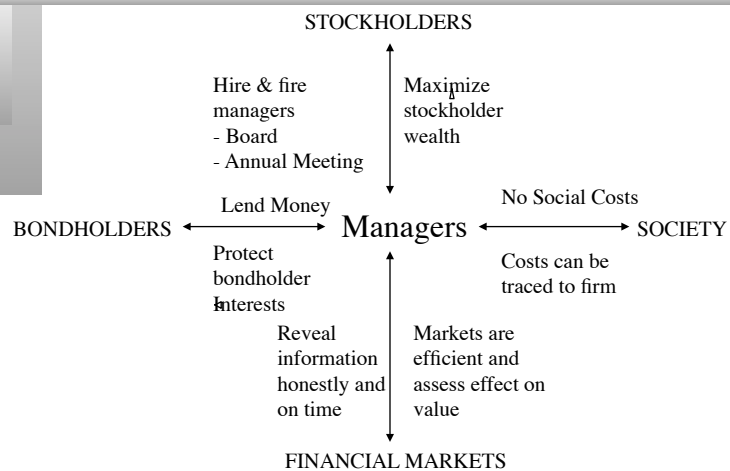 STOCKHOLDERS
Hire & fire
managers
- Board
- Annual Meeting
Maximize
stockholder
wealth
Lend Money
No Social Costs
BONDHOLDERS
Managers
SOCIETY
Protect
bondholder
Interests
Costs can be
traced to firm
Reveal
information
honestly and
on time
Markets are
efficient and
assess effect on
value
FINANCIAL MARKETS